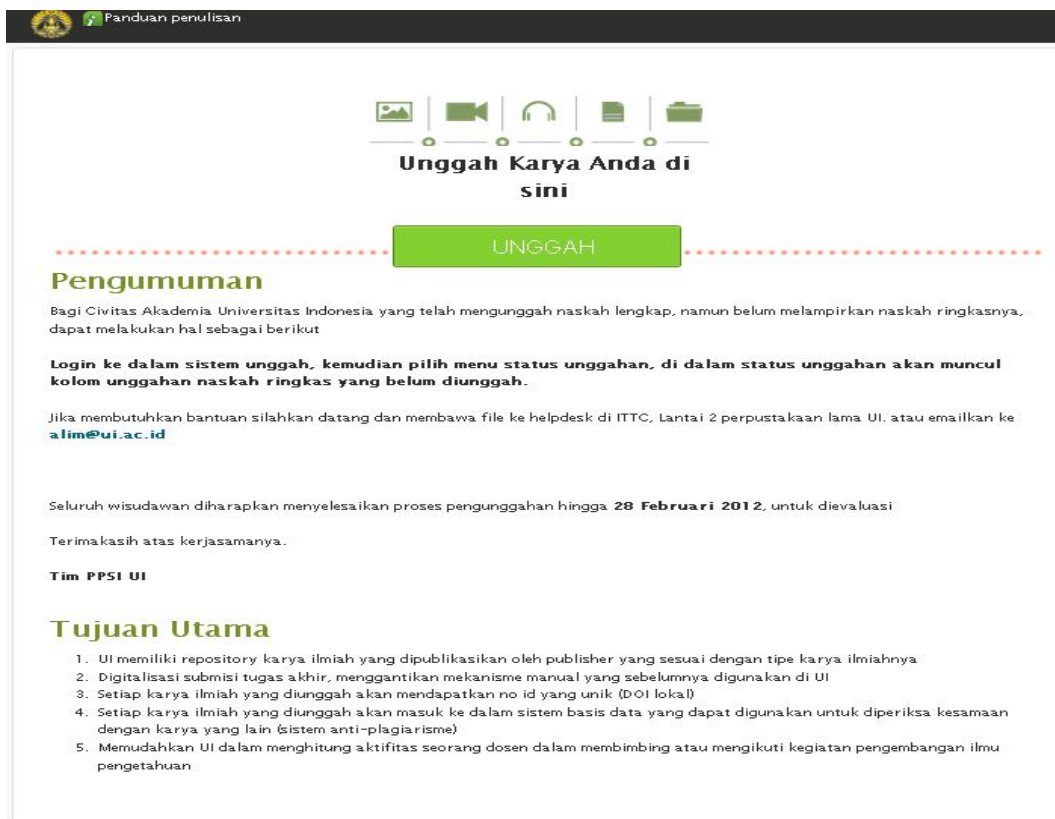 Panduan penulisan
Unggah Karya Anda di
sini
UNGGAH
Pengumuman
Bagi Civitas Akademia Universitas Indonesia yang telah mengunggah naskah lengkap, namun belum melampirkan naskah ringkasnya,
dapat melakukan hal sebagai berikut
Login ke dalam sistem unggah, kemudian pilih menu status unggahan, di dalam status unggahan akan muncul
kolom unggahan naskah ringkas yang belum diunggah.
Jika membutuhkan bantuan silahkan datang dan membawa file ke helpdesk di ITTC, Lantai 2 perpustakaan lama UI. atau emailkan ke
alim@ui.ac.id
Seluruh wisudawan diharapkan menyelesaikan proses pengunggahan hingga 28 Februari 2012, untuk dievaluasi
Terimakasih atas kerjasamanya.
Tim PPSI UI
Tujuan Utama
1. UI memiliki repository karya ilmiah yang dipublikasikan oleh publisher yang sesuai dengan tipe karya ilmiahnya
2. Digitalisasi submisi tugas akhir, menggantikan mekanisme manual yang sebelumnya digunakan di UI
3. Setiap karya ilmiah yang diunggah akan mendapatkan no id yang unik (DOI lokal)
4. Setiap karya ilmiah yang diunggah akan masuk ke dalam sistem basis data yang dapat digunakan untuk diperiksa kesamaan
dengan karya yang lain (sistem anti-plagiarisme)
5. Memudahkan UI dalam menghitung aktifitas seorang dosen dalam membimbing atau mengikuti kegiatan pengembangan ilmu
pengetahuan